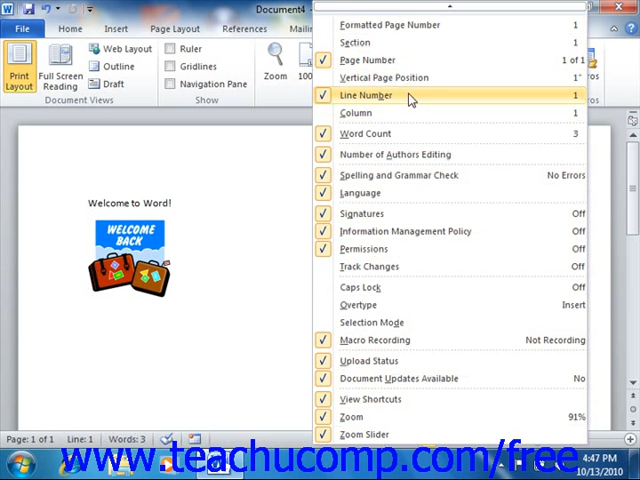 Document4 -
File Home Insert Page Layout References Mailin
Print Layout
Full Screen Reading
Web Layout
Outline
Draft
Document Views
Ruler
Gridlines
Navigation Pane
Zoom
100
Formatted Page Number 1
Section 1
Page Number 1 of 1
Vertical Page Position 1"
Line Number 1
Column 1
Word Count 3
Number of Authors Editing
Spelling and Grammar Check No Errors
Language
Signatures Off
Information Management Policy Off
Permissions Off
Track Changes Off
Caps Lock Off
Overtype Insert
Selection Mode
Macro Recording Not Recording
Upload Status
Document Updates Available No
View Shortcuts
Zoom 91%
Zoom Slider
Welcome to Word!
WELCOME
BACK
Page: 1 of 1 Line: 1 Words: 3
www.teachucomp.com/free
4:47 PM
10/13/2010